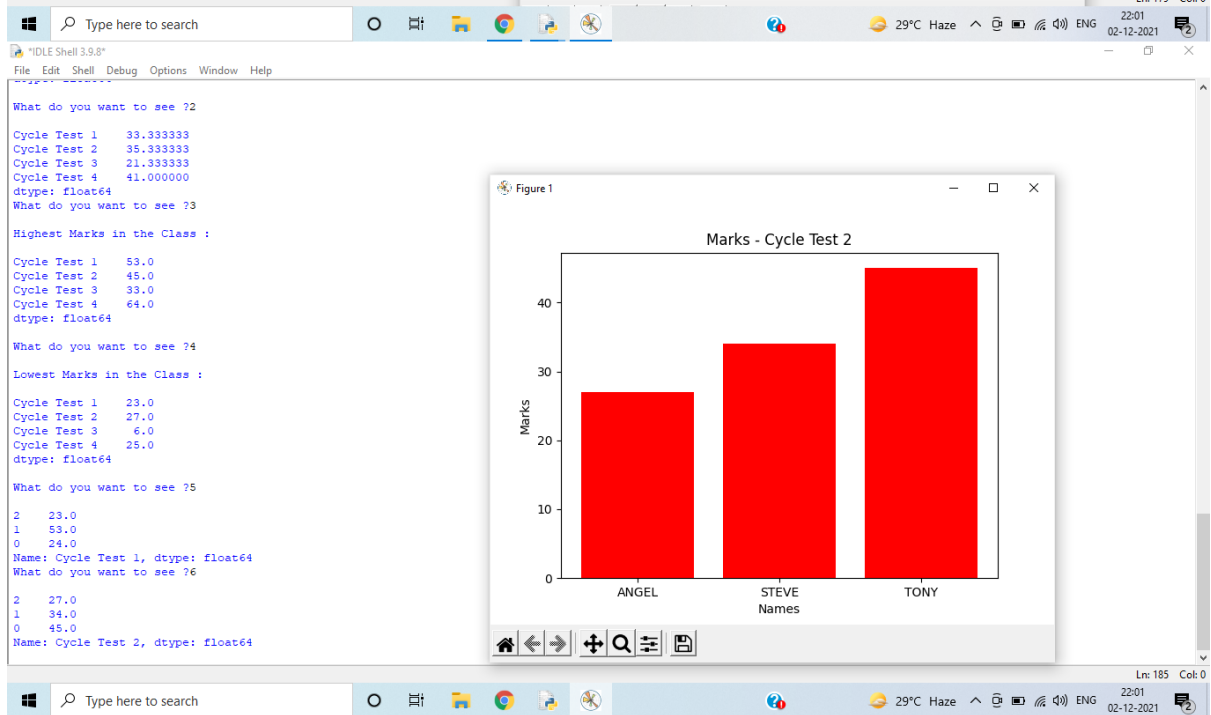 Type here to search
29°C Haze
ENG
22:01
02-12-2021
2
*IDLE Shell 3.9.8*
File Edit Shell Debug Options Window Help
What do you want to see ?2
Cycle Test 1 33.333333
Cycle Test 2 35.333333
Cycle Test 3 21.333333
Cycle Test 4 41.000000
dtype: float64
What do you want to see ?3
Highest Marks in the Class :
Cycle Test 1 53.0
Cycle Test 2 45.0
Cycle Test 3 33.0
Cycle Test 4 64.0
dtype: float64
What do you want to see ?4
Lowest Marks in the Class :
Cycle Test 1 23.0
Cycle Test 2 27.0
Cycle Test 3 6.0
Cycle Test 4 25.0
dtype: float64
What do you want to see ?5
2 23.0
1 53.0
0 24.0
Name: Cycle Test 1, dtype: float64
What do you want to see ?6
2 27.0
1 34.0
0 45.0
Name: Cycle Test 2, dtype: float64
Figure 1
Marks - Cycle Test 2
Marks
40
30
20
10
0
ANGEL STEVE TONY
Names
Ln: 185 Col: 0
Type here to search
29°C Haze
ENG
22:01
02-12-2021
2